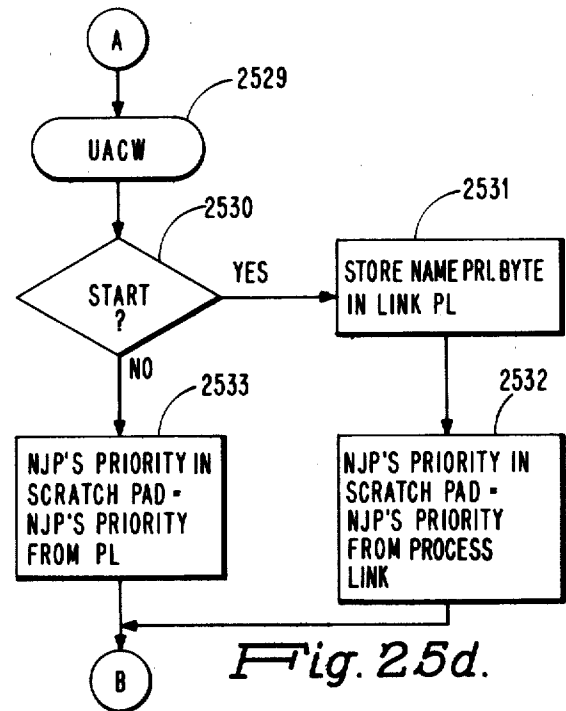 A
2529
UACW
2530
START
?
YES
NO
2531
STORE NAME PRI. BYTE
IN LINK PL
2533
NJP'S PRIORITY IN
SCRATCH PAD =
NJP'S PRIORITY
FROM PL
2532
NJP'S PRIORITY IN
SCRATCH PAD =
NJP'S PRIORITY
FROM PROCESS
LINK
B
Fig. 25d.